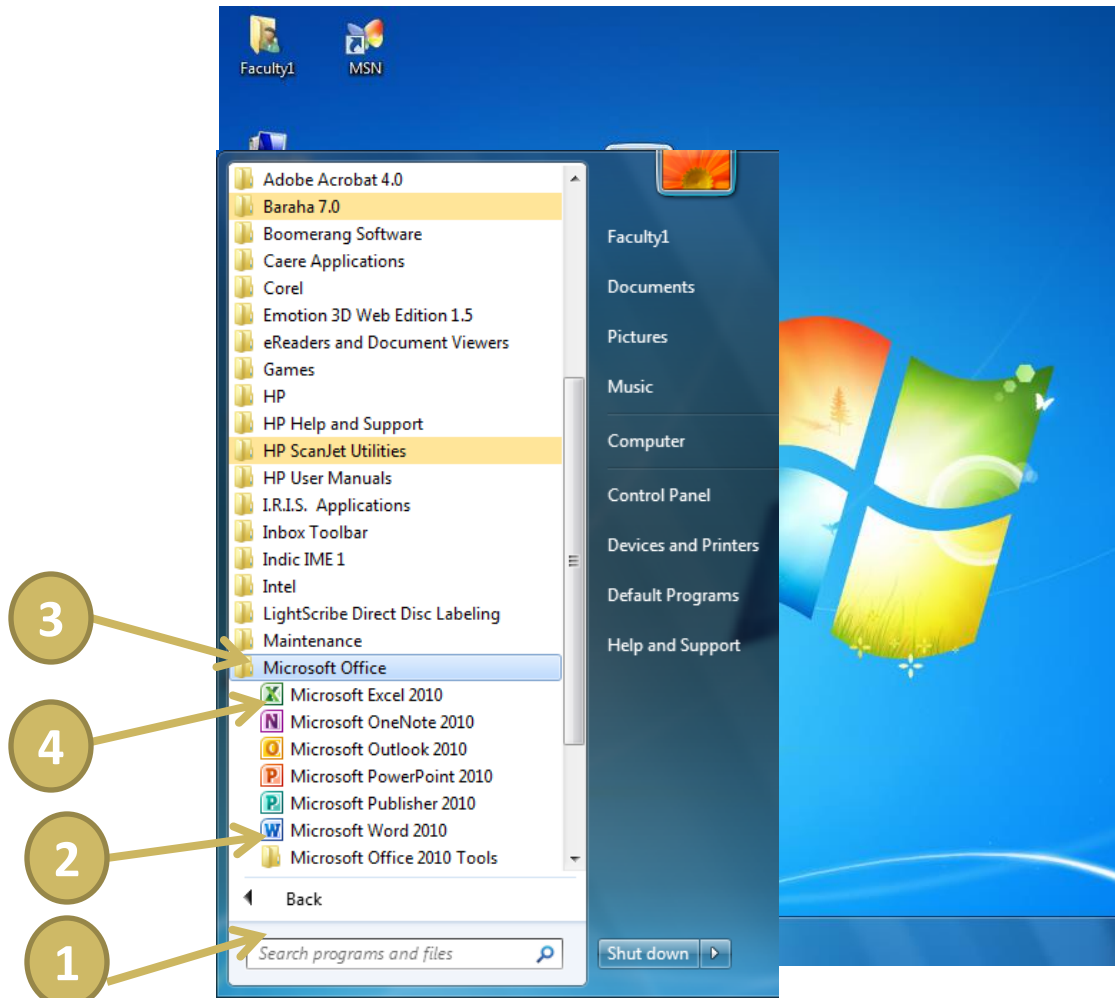 Faculty1
MSN
Adobe Acrobat 4.0
Baraha 7.0
Boomerang Software
Caere Applications
Corel
Emotion 3D Web Edition 1.5
eReaders and Document Viewers
Games
HP
HP Help and Support
HP ScanJet Utilities
HP User Manuals
I.R.I.S. Applications
Inbox Toolbar
Indic IME 1
Intel
LightScribe Direct Disc Labeling
Maintenance
Microsoft Office
Microsoft Excel 2010
Microsoft OneNote 2010
Microsoft Outlook 2010
Microsoft PowerPoint 2010
Microsoft Publisher 2010
Microsoft Word 2010
Microsoft Office 2010 Tools
Back
Search programs and files
Faculty1
Documents
Pictures
Music
Computer
Control Panel
Devices and Printers
Default Programs
Help and Support
Shut down
3
4
2
1